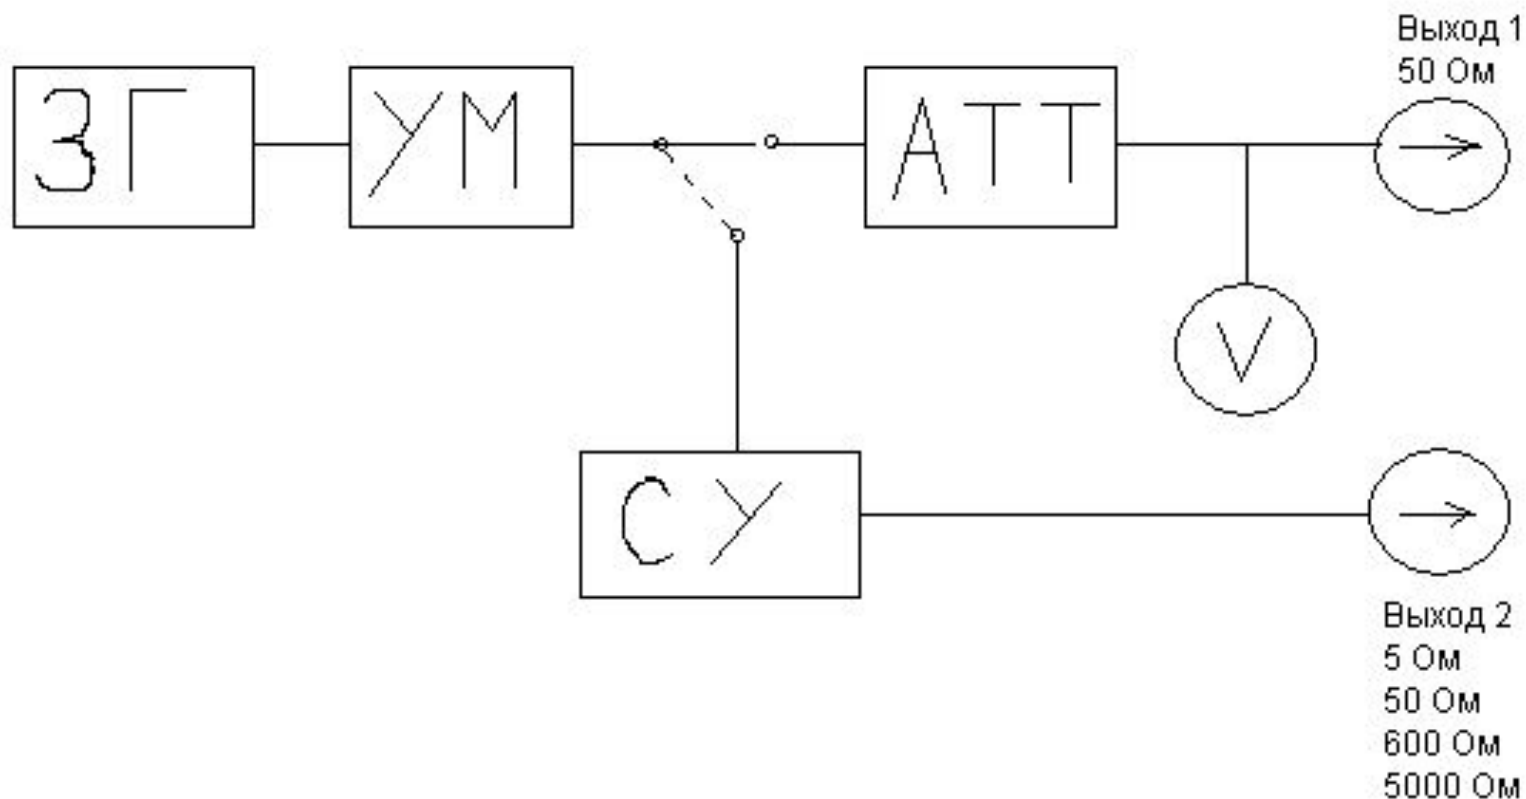 Выход 1
50 Ом
ЗГ
УМ
АТТ
V
СУ
Выход 2
5 Ом
50 Ом
600 Ом
5000 Ом